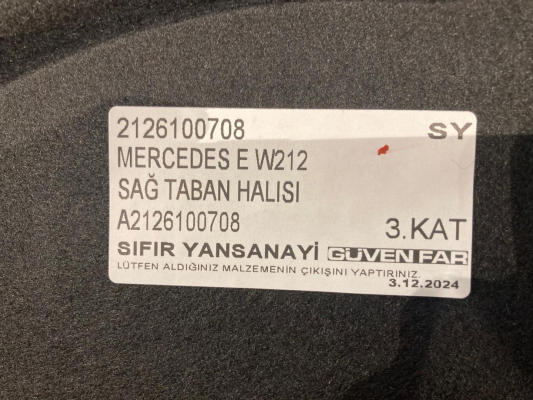 2126100708 SY
MERCEDES E W212
SAĞ TABAN HALISI
A2126100708 3.KAT
SIFIR YANSANAYİ GÜVEN FAR
LÜTFEN ALDIĞINIZ MALZEMENİN ÇIKIŞINI YAPTIRINIZ.
3.12.2024